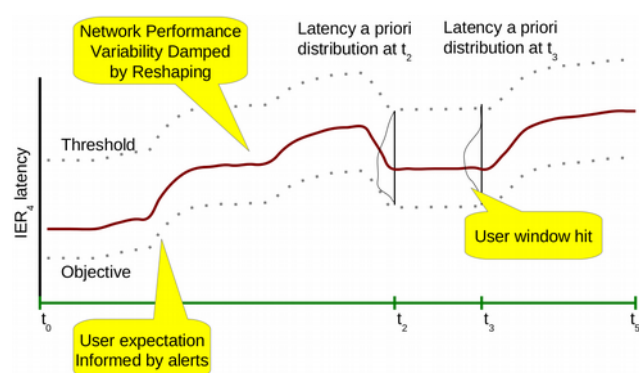 Network Performance
Variability Damped
by Reshaping
Latency a priori
distribution at t2
Latency a priori
distribution at t3
Threshold
IER4 latency
User window hit
Objective
t0
t2
t3
t5
User expectation
Informed by alerts